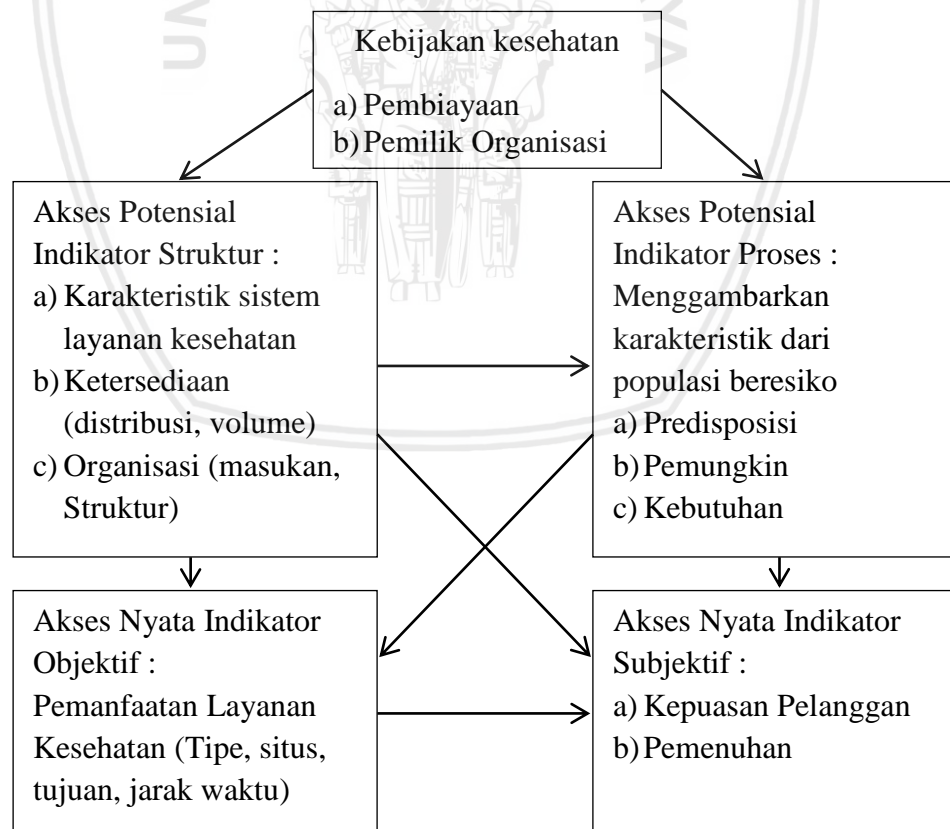 Kebijakan kesehatan
a) Pembiayaan
b) Pemilik Organisasi
Akses Potensial
Indikator Struktur :
a) Karakteristik sistem
layanan kesehatan
b) Ketersediaan
(distribusi, volume)
c) Organisasi (masukan,
Struktur)
Akses Potensial
Indikator Proses :
Menggambarkan
karakteristik dari
populasi beresiko
a) Predisposisi
b) Pemungkin
c) Kebutuhan
Akses Nyata Indikator
Objektif :
Pemanfaatan Layanan
Kesehatan (Tipe, situs,
tujuan, jarak waktu)
Akses Nyata Indikator
Subjektif :
a) Kepuasan Pelanggan
b) Pemenuhan